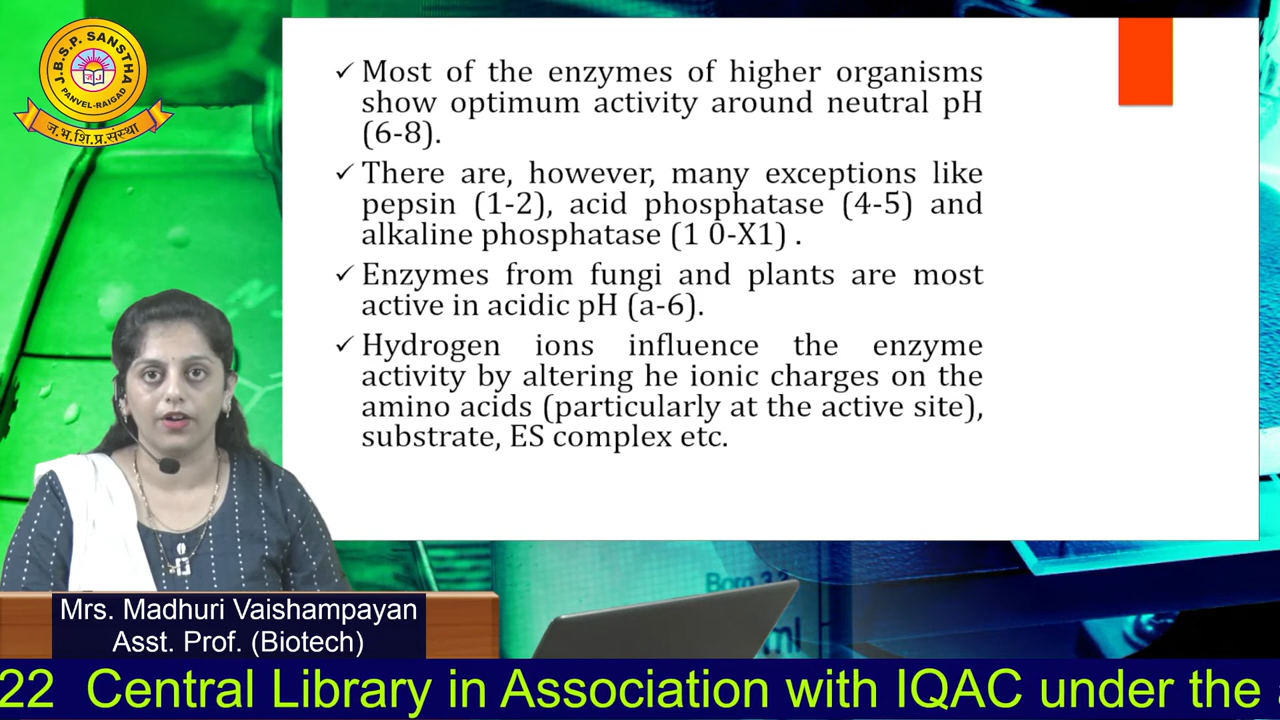 J.B.S.P. SANSTHA
PANVEL-RAIGAD
ज.भ.शि.प्र.संस्था
✓ Most of the enzymes of higher organisms
show optimum activity around neutral pH
(6-8).
✓ There are, however, many exceptions like
pepsin (1-2), acid phosphatase (4-5) and
alkaline phosphatase (1 0-X1) .
✓ Enzymes from fungi and plants are most
active in acidic pH (a-6).
✓ Hydrogen ions influence the enzyme
activity by altering he ionic charges on the
amino acids (particularly at the active site),
substrate, ES complex etc.
Mrs. Madhuri Vaishampayan
Asst. Prof. (Biotech)
22 Central Library in Association with IQAC under the